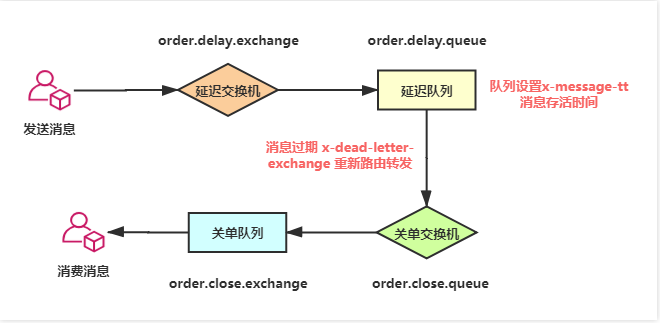 order.delay.exchange
order.delay.queue
发送消息
延迟交换机
延迟队列
队列设置x-message-tt
消息存活时间
消息过期 x-dead-letter-
exchange 重新路由转发
消费消息
关单队列
关单交换机
order.close.exchange
order.close.queue